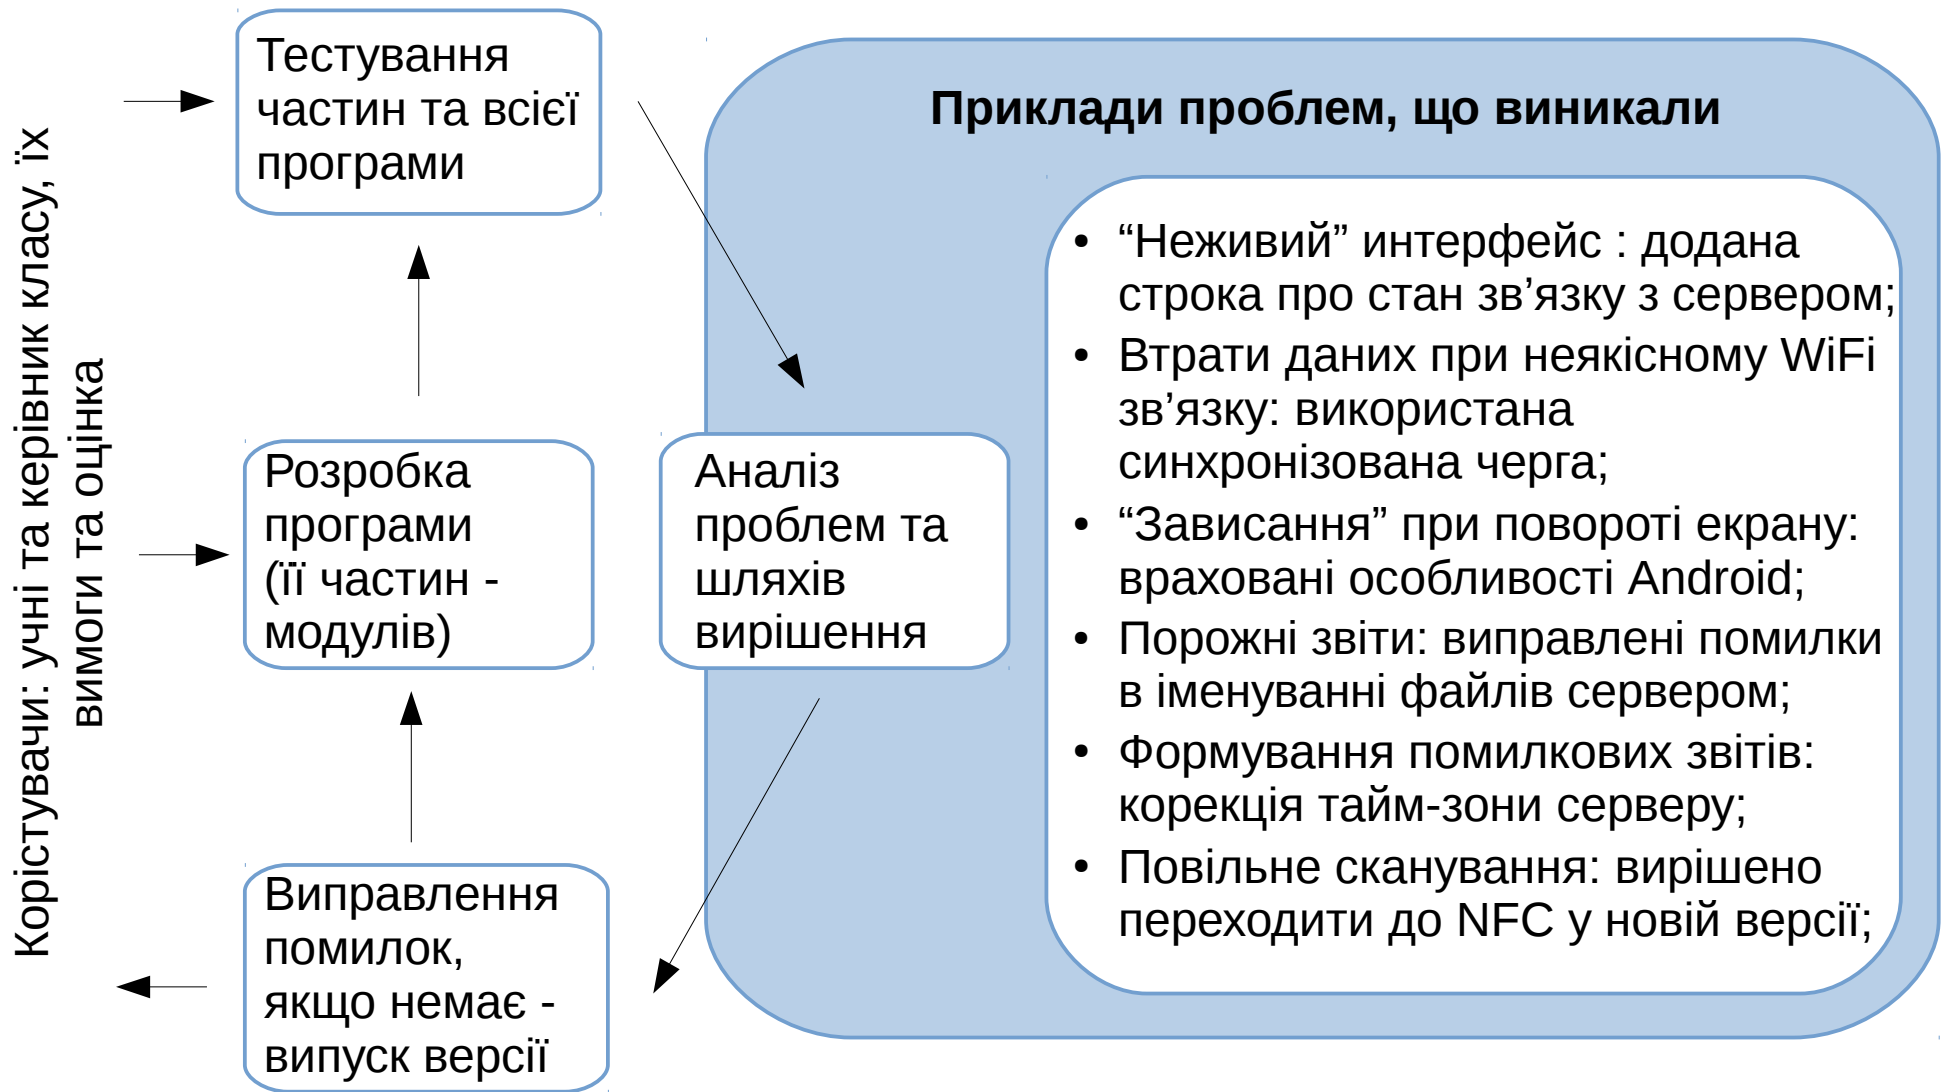 Корістувачи: учні та керівник класу, їх
вимоги та оцінка
Тестування
частин та всієї
програми
Розробка
програми
(її частин -
модулів)
Виправлення
помилок,
якщо немає -
випуск версії
Аналіз
проблем та
шляхів
вирішення
Приклади проблем, що виникали
• “Неживий” интерфейс : додана
строка про стан зв’язку з сервером;
• Втрати даних при неякісному WiFi
зв’язку: використана
синхронізована черга;
• “Зависання” при повороті екрану:
враховані особливості Android;
• Порожні звіти: виправлені помилки
в іменуванні файлів сервером;
• Формування помилкових звітів:
корекція тайм-зони серверу;
• Повільне сканування: вирішено
переходити до NFC у новій версії;